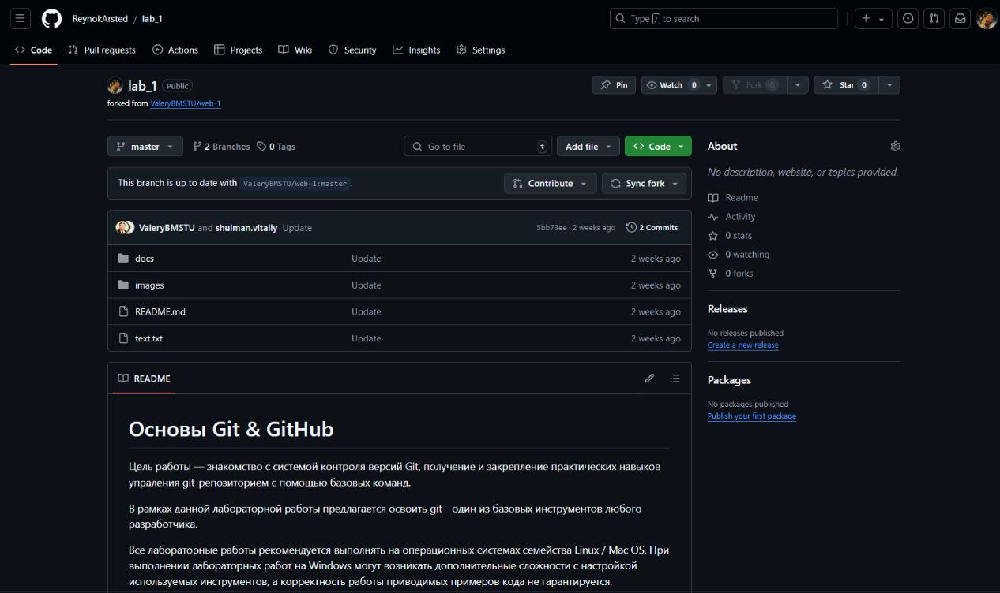 ReynokArsted / lab_1
Type / to search
Code Pull requests Actions Projects Wiki Security Insights Settings
lab_1 Public
Pin Watch 0 Fork 0 Star 0
forked from ValeryBMSTU/web-1
master 2 Branches 0 Tags
Go to file t Add file Code
This branch is up to date with ValeryBMSTU/web-1:master.
Contribute Sync fork
ValeryBMSTU and shulman.vitaliy Update 5bb73ee · 2 weeks ago 2 Commits
docs Update 2 weeks ago
images Update 2 weeks ago
README.md Update 2 weeks ago
text.txt Update 2 weeks ago
README
Основы Git & GitHub
Цель работы — знакомство с системой контроля версий Git, получение и закрепление практических навыков
упраления git-репозиторием с помощью базовых команд.
В рамках данной лабораторной работы предлагается освоить git - один из базовых инструментов любого
разработчика.
Все лабораторные работы рекомендуется выполнять на операционных системах семейства Linux / Mac OS. При
выполнении лабораторных работ на Windows могут возникать дополнительные сложности с настройкой
используемых инструментов, а корректность работы приводимых примеров кода не гарантируется.
About
No description, website, or topics provided.
Readme
Activity
0 stars
0 watching
0 forks
Releases
No releases published
Create a new release
Packages
No packages published
Publish your first package